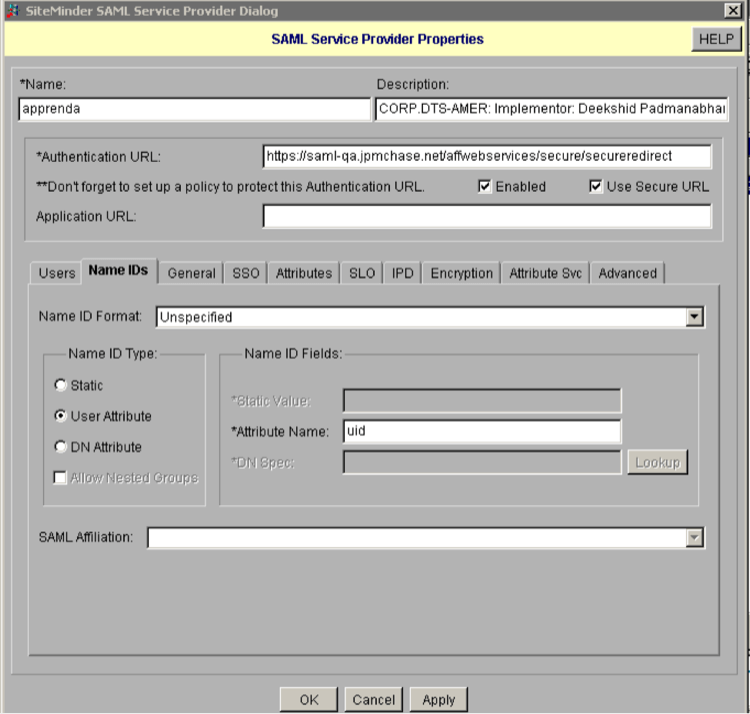 SiteMinder SAML Service Provider Dialog
SAML Service Provider Properties
HELP
*Name:
Description:
apprenda
CORP.DTS-AMER: Implementor: Deekshid Padmanabhai
*Authentication URL:
https://saml-qa.jpmchase.net/affwebservices/secure/secureredirect
**Don't forget to set up a policy to protect this Authentication URL.
Enabled
Use Secure URL
Application URL:
Users
Name IDs
General
SSO
Attributes
SLO
IPD
Encryption
Attribute Svc
Advanced
Name ID Format:
Unspecified
Name ID Type:
Static
User Attribute
DN Attribute
Allow Nested Groups
Name ID Fields:
*Static Value:
*Attribute Name:
uid
*DN Spec:
Lookup
SAML Affiliation:
OK
Cancel
Apply